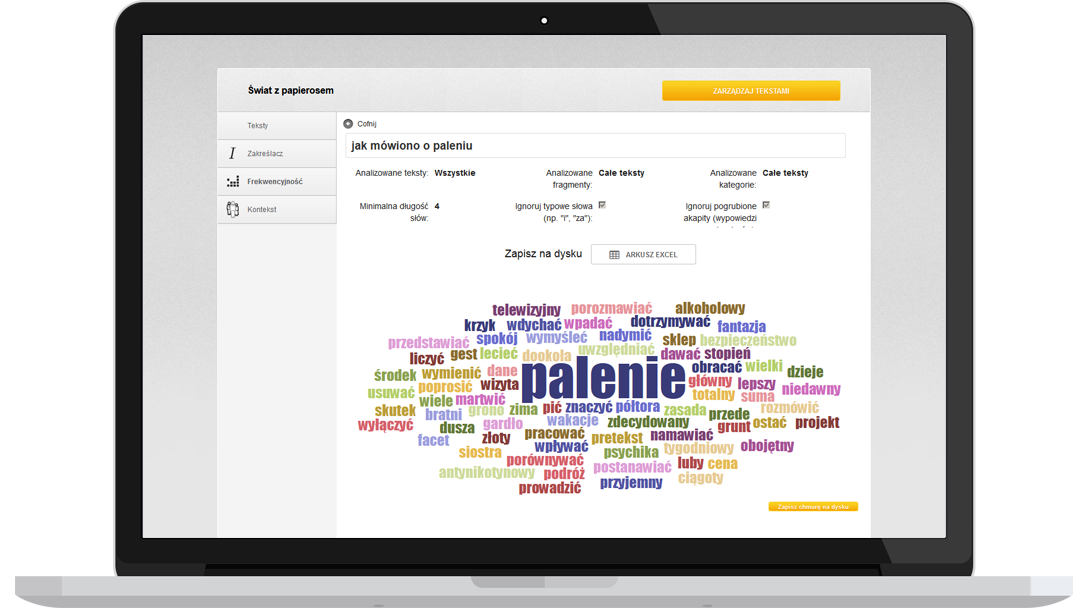 Świat z papierosem
ZARZĄDZAJ TEKSTAMI
Teksty
Zakreślacz
Frekwencyjność
Kontekst
Cofnij
jak mówiono o paleniu
Analizowane teksty: Wszystkie
Analizowane fragmenty: Całe teksty
Analizowane kategorie: Całe teksty
Minimalna długość słów: 4
Ignoruj typowe słowa (np. "I", "za"):
Ignoruj pogrubione akapity (wypowiedzi
Zapisz na dysku
ARKUSZ EXCEL
telewizyjny porozmawiać alkoholowy
krzyk wdychać wpadać dotrzymywać fantazja
przedstawiać spokój wymyśleć nadymić sklep bezpieczeństwo
liczyć gest lecieć dookola uwzględniać dawać stopień
środek wymienić dane palenie obracać wielki dzieje
usuwać poprosić wizyta główny lepszy niedawny
wiele martwić totalny suma
skutek bratni grono zima pić znaczyć półtora zasada przede rozmówić
wyłączyć dusza gardło wakacje zdecydowany grunt ostać projekt
facet złoty pracować pretekst namawiać
siostra wpływać psychika tygodniowy obojętny
porównywać postanawiać luby cena
antynikotynowy podróż ciągoty
prowadzić przyjemny
Zapisz chmurę na dysku